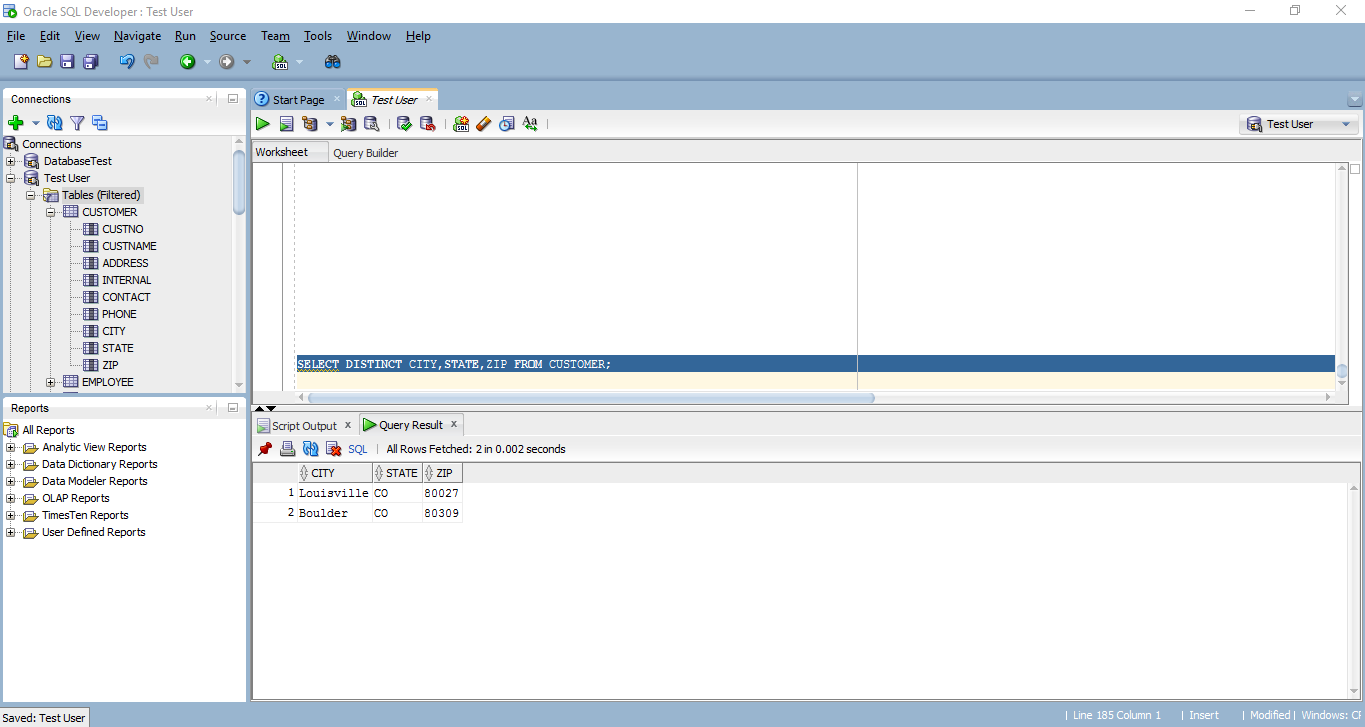 Oracle SQL Developer : Test User
File Edit View Navigate Run Source Team Tools Window Help
SQL
Connections
Start Page
Test User
SQL
Test User
Connections
DatabaseTest
Test User
Tables (Filtered)
CUSTOMER
CUSTNO
CUSTNAME
ADDRESS
INTERNAL
CONTACT
PHONE
CITY
STATE
ZIP
EMPLOYEE
Worksheet Query Builder
SELECT DISTINCT CITY,STATE,ZIP FROM CUSTOMER;
Reports
All Reports
Analytic View Reports
Data Dictionary Reports
Data Modeler Reports
OLAP Reports
TimesTen Reports
User Defined Reports
Script Output x Query Result x
SQL | All Rows Fetched: 2 in 0.002 seconds
CITY STATE ZIP
1 Louisville CO 80027
2 Boulder CO 80309
Saved: Test User
| Line 185 Column 1 | Insert | Modified | Windows: